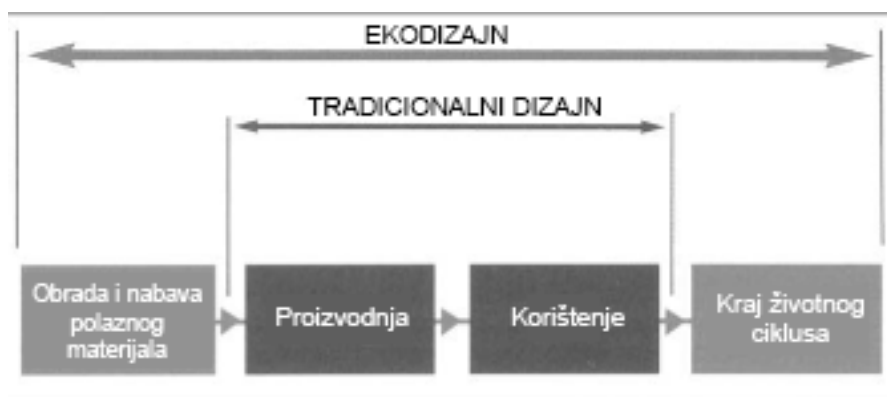 EKODIZAJN
TRADICIONALNI DIZAJN
Obrada i nabava
polaznog
materijala
Proizvodnja
Korištenje
Kraj životnog
ciklusa